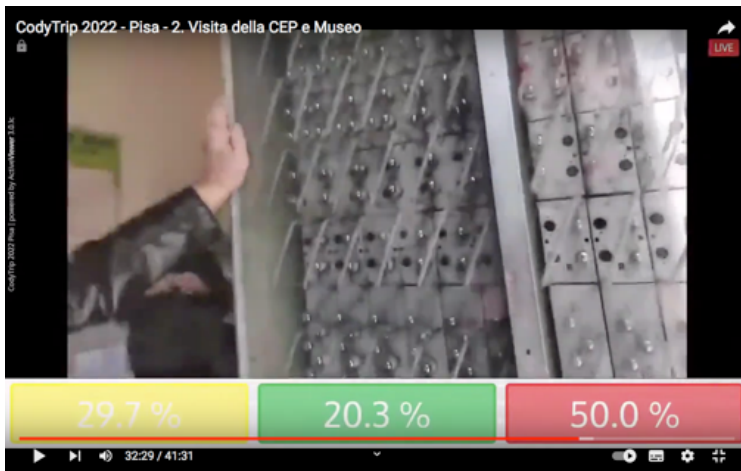 CodyTrip 2022 - Pisa - 2. Visita della CEP e Museo
LIVE
CodyTrip 2022 Pisa | powered by ActiveViewer 3.0.1c
29.7 %
20.3 %
50.0 %
32:29 / 41:31